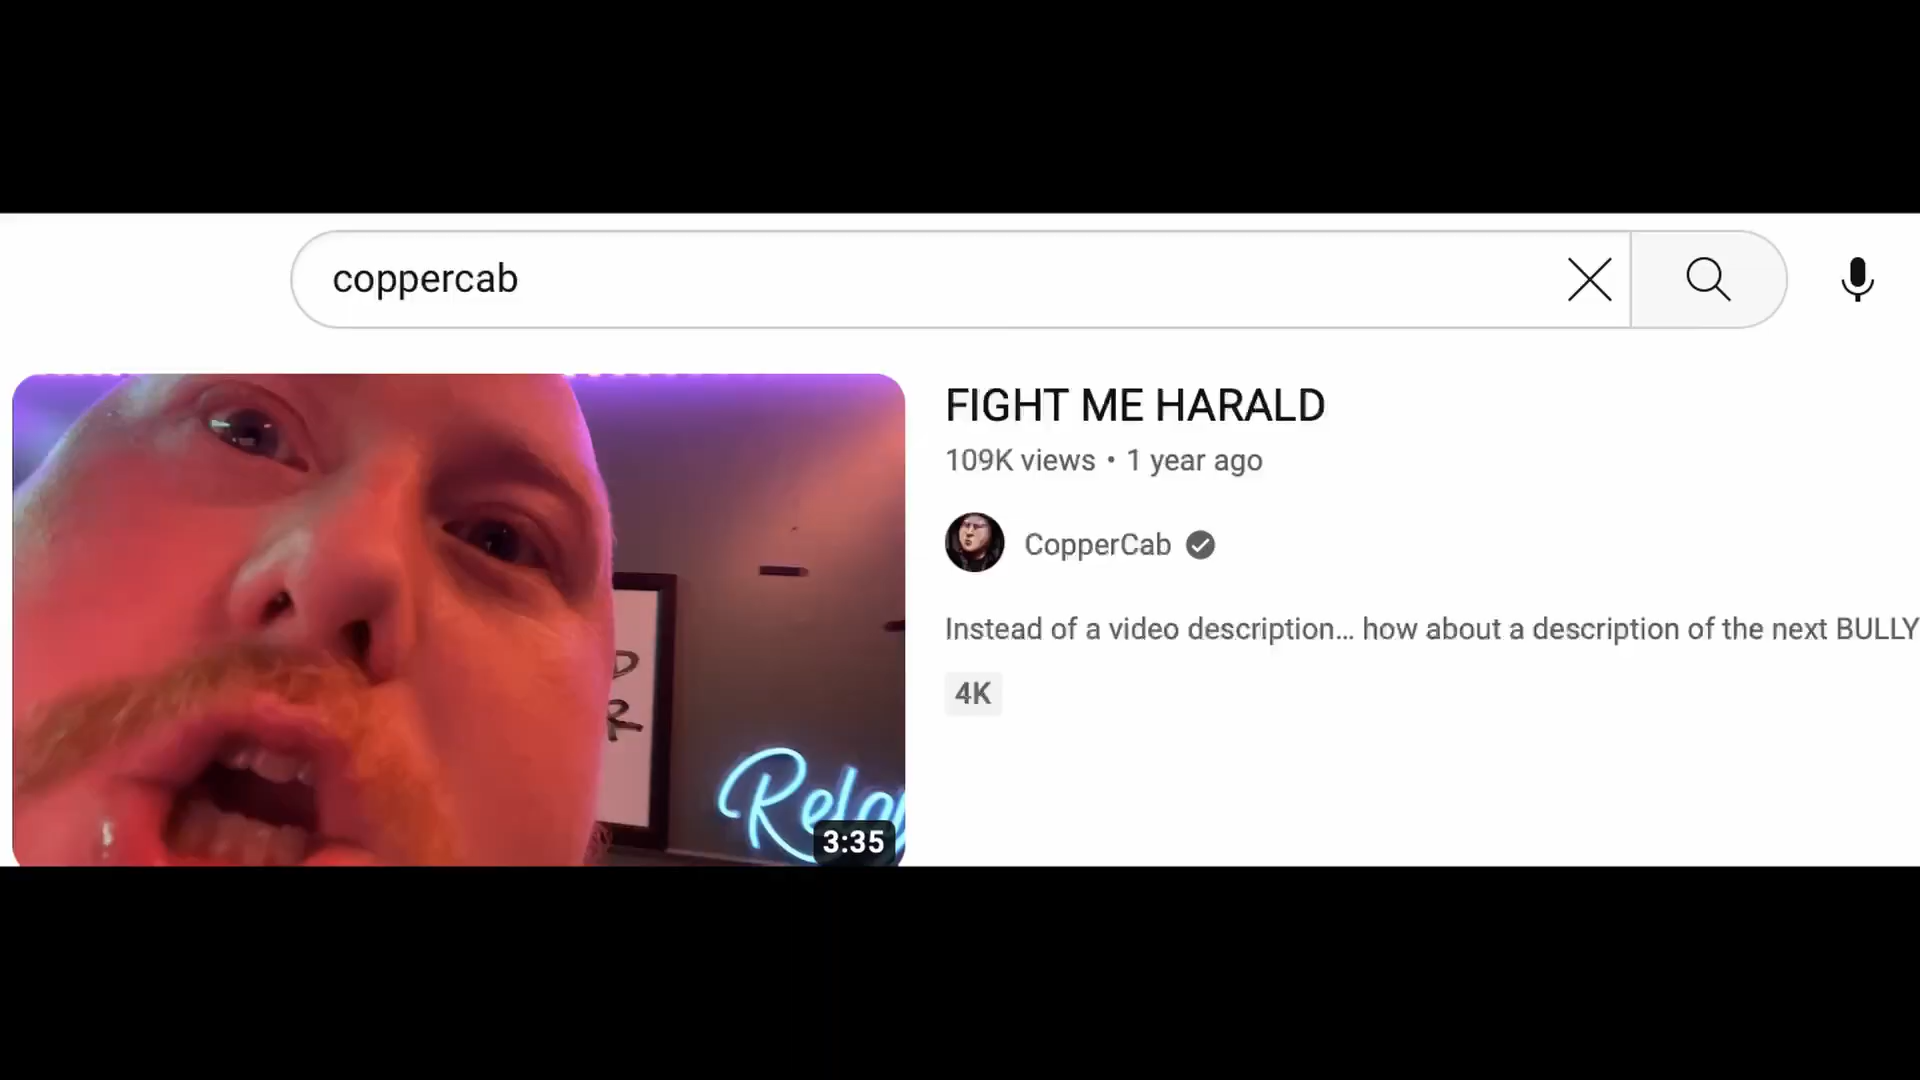 coppercab
FIGHT ME HARALD
109K views • 1 year ago
CopperCab
Instead of a video description... how about a description of the next BULLY
4K
3:35